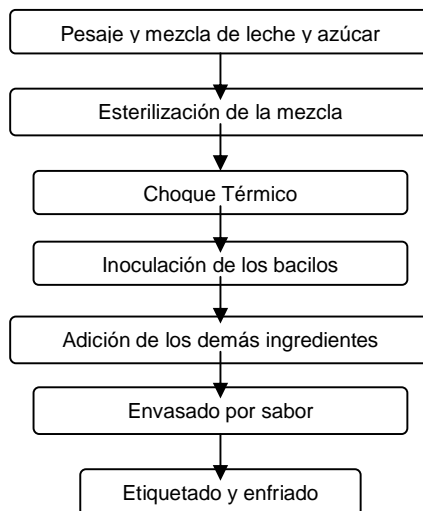 Pesaje y mezcla de leche y azúcar
Esterilización de la mezcla
Choque Térmico
Inoculación de los bacilos
Adición de los demás ingredientes
Envasado por sabor
Etiquetado y enfriado